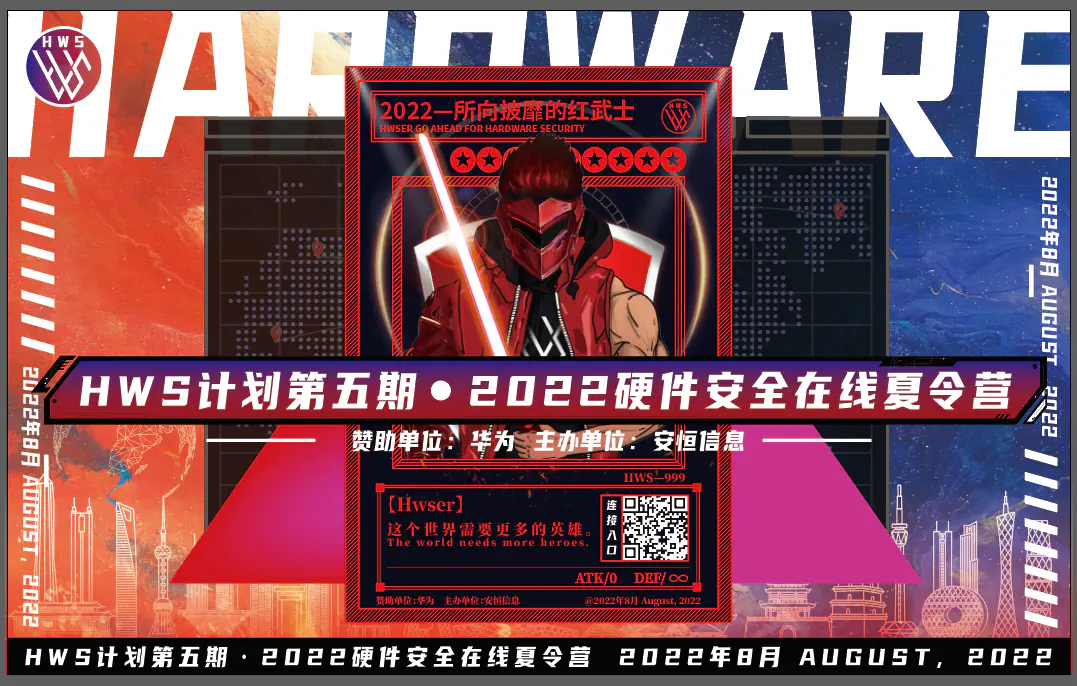 HARDWARE
HWS
2022一所向披靡的红武士
HWSER GO AHEAD FOR HARDWARE SECURITY
HWS
2022年8月 AUGUST 2022
2022年8月 AUGUST, 2022
HWS计划第五期●2022硬件安全在线夏令营
赞助单位：华为 主办单位：安恒信息
HWS—999
【Hwser】
这个世界需要更多的英雄。
The world needs more heroes.
连接入口
ATK/0 DEF/∞
赞助单位:华为 主办单位:安恒信息 @2022年8月 August, 2022
HWS计划第五期·2022硬件安全在线夏令营 2022年8月 AUGUST, 2022